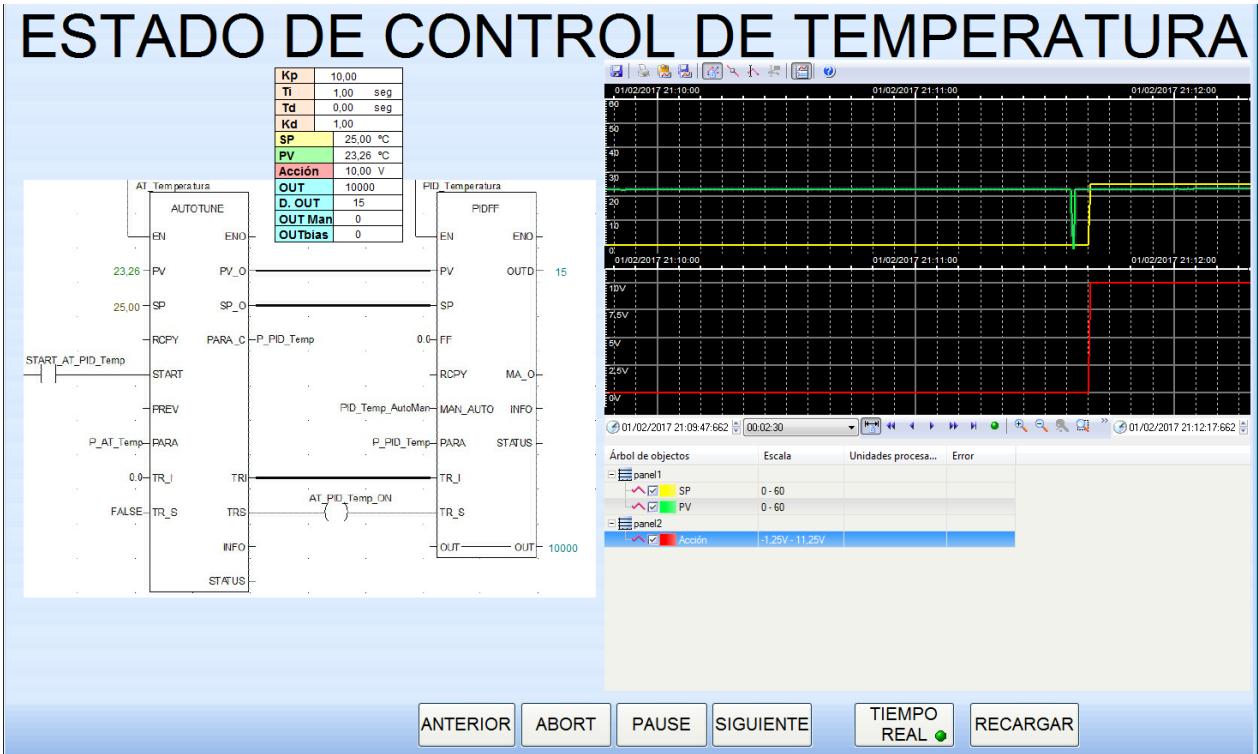 ESTADO DE CONTROL DE TEMPERATURA
Kp 10,00
Ti 1,00 seg
Td 0,00 seg
Kd 1,00
SP 25,00 ºC
PV 23,26 ºC
Acción 10,00 V
OUT 10000
D. OUT 15
OUT Man 0
OUTbias 0
AT_Temperatura
AUTOTUNE
EN ENO
23,26 PV PV_O
25,00 SP SP_O
RCPY PARA_C P_PID_Temp
START_AT_PID_Temp
START
PREV
P_AT_Temp PARA
0.0 TR_I TRI
AT_PID_Temp_ON
FALSE TR_S TRS
INFO
STATUS
PID_Temperatura
PIDFF
EN ENO
PV OUTD 15
SP
0.0 FF
RCPY MA_O
PID_Temp_AutoMan MAN_AUTO INFO
P_PID_Temp PARA STATUS
TR_I
TR_S
OUT OUT 10000
01/02/2017 21:10:00 01/02/2017 21:11:00 01/02/2017 21:12:00
60
50
40
30
20
10
0
01/02/2017 21:10:00 01/02/2017 21:11:00 01/02/2017 21:12:00
10V
7,5V
5V
2,5V
0V
01/02/2017 21:09:47:662 00:02:30 01/02/2017 21:12:17:662
Árbol de objectos Escala Unidades procesa... Error
panel1
SP 0 - 60
PV 0 - 60
panel2
Acción -1,25V - 11,25V
ANTERIOR ABORT PAUSE SIGUIENTE TIEMPO REAL RECARGAR